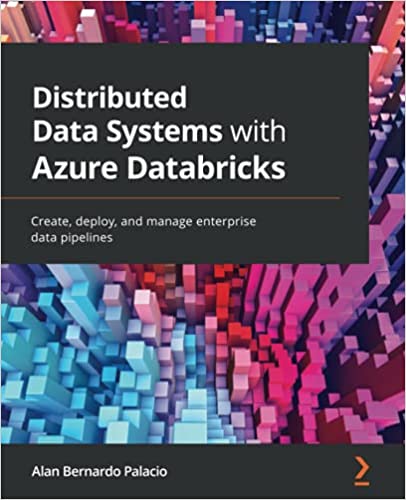 Distributed
Data Systems with
Azure Databricks
Create, deploy, and manage enterprise
data pipelines
Alan Bernardo Palacio